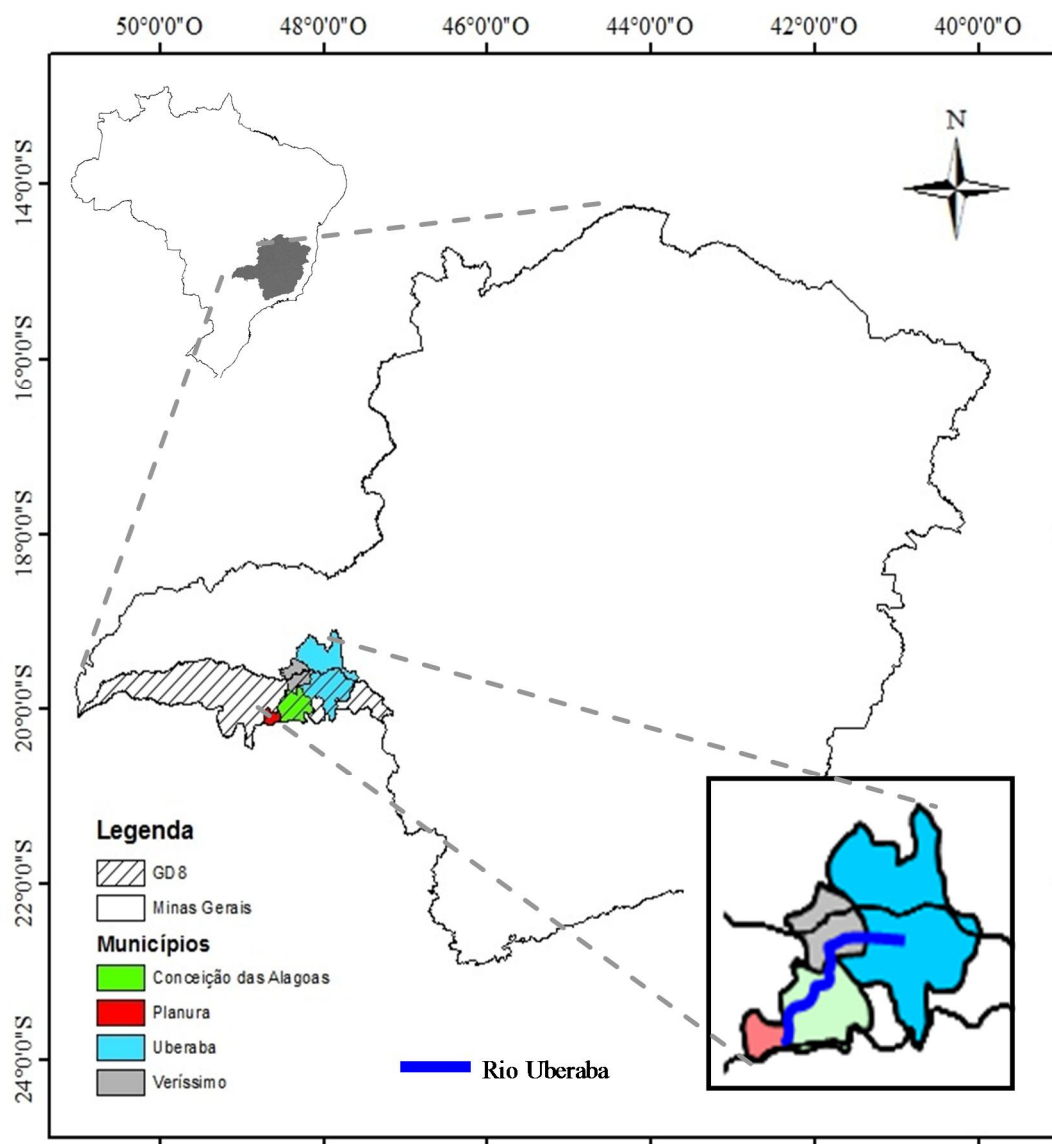 50°0'0"O 48°0'0"O 46°0'0"O 44°0'0"O 42°0'0"O 40°0'0"O
N
14°0'0"S
16°0'0"S
18°0'0"S
20°0'0"S
22°0'0"S
24°0'0"S
Legenda
GD8
Minas Gerais
Municípios
Conceição das Alagoas
Planura
Uberaba
Veríssimo
Rio Uberaba